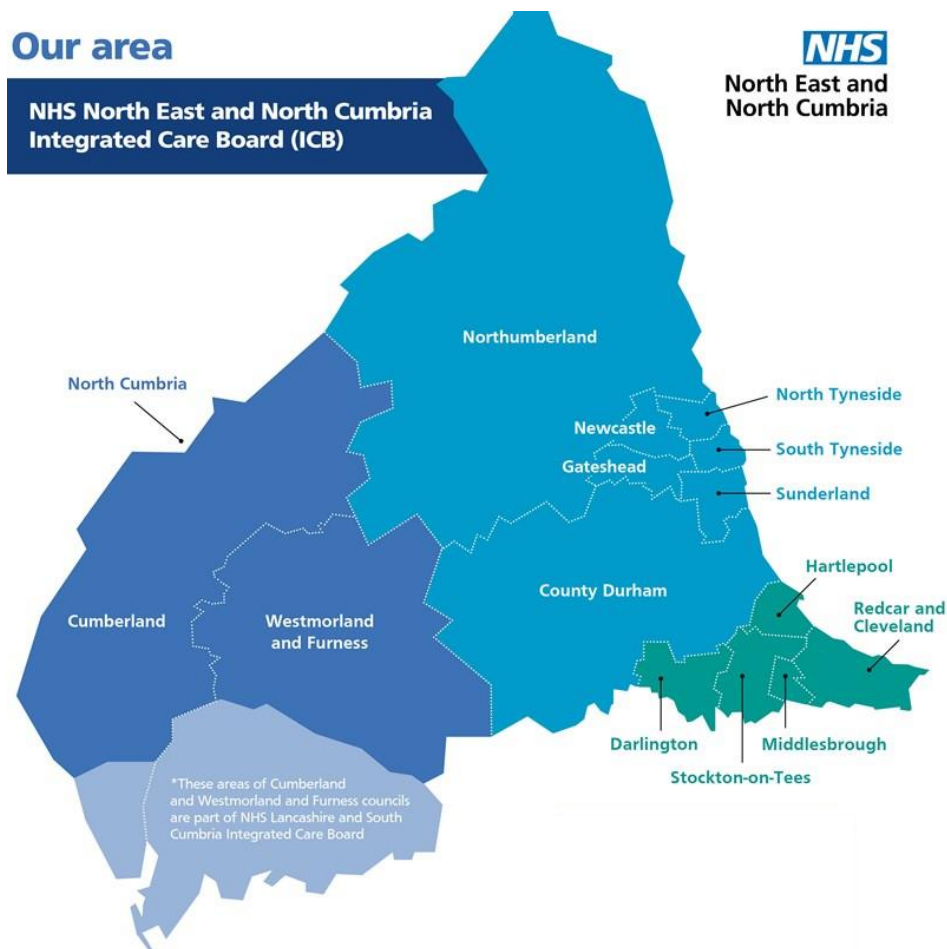 Our area
NHS
North East and
North Cumbria
NHS North East and North Cumbria
Integrated Care Board (ICB)
Northumberland
North Cumbria
North Tyneside
Newcastle
South Tyneside
Gateshead
Sunderland
Hartlepool
County Durham
Redcar and
Cleveland
Cumberland
Westmorland
and Furness
Darlington
Middlesbrough
Stockton-on-Tees
*These areas of Cumberland
and Westmorland and Furness councils
are part of NHS Lancashire and South
Cumbria Integrated Care Board